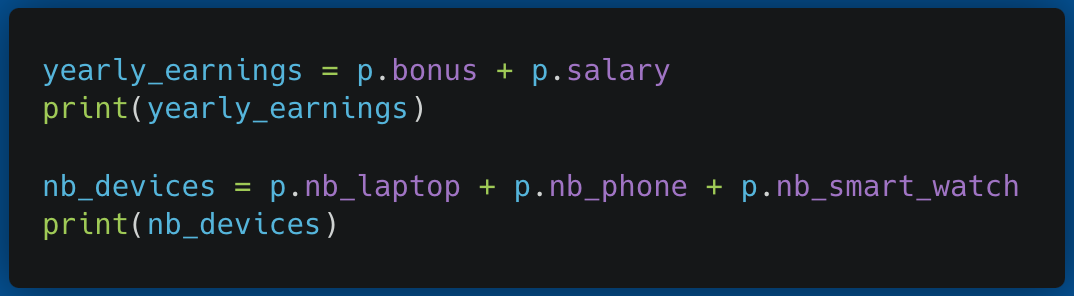 yearly_earnings = p.bonus + p.salary
print(yearly_earnings)
nb_devices = p.nb_laptop + p.nb_phone + p.nb_smart_watch
print(nb_devices)